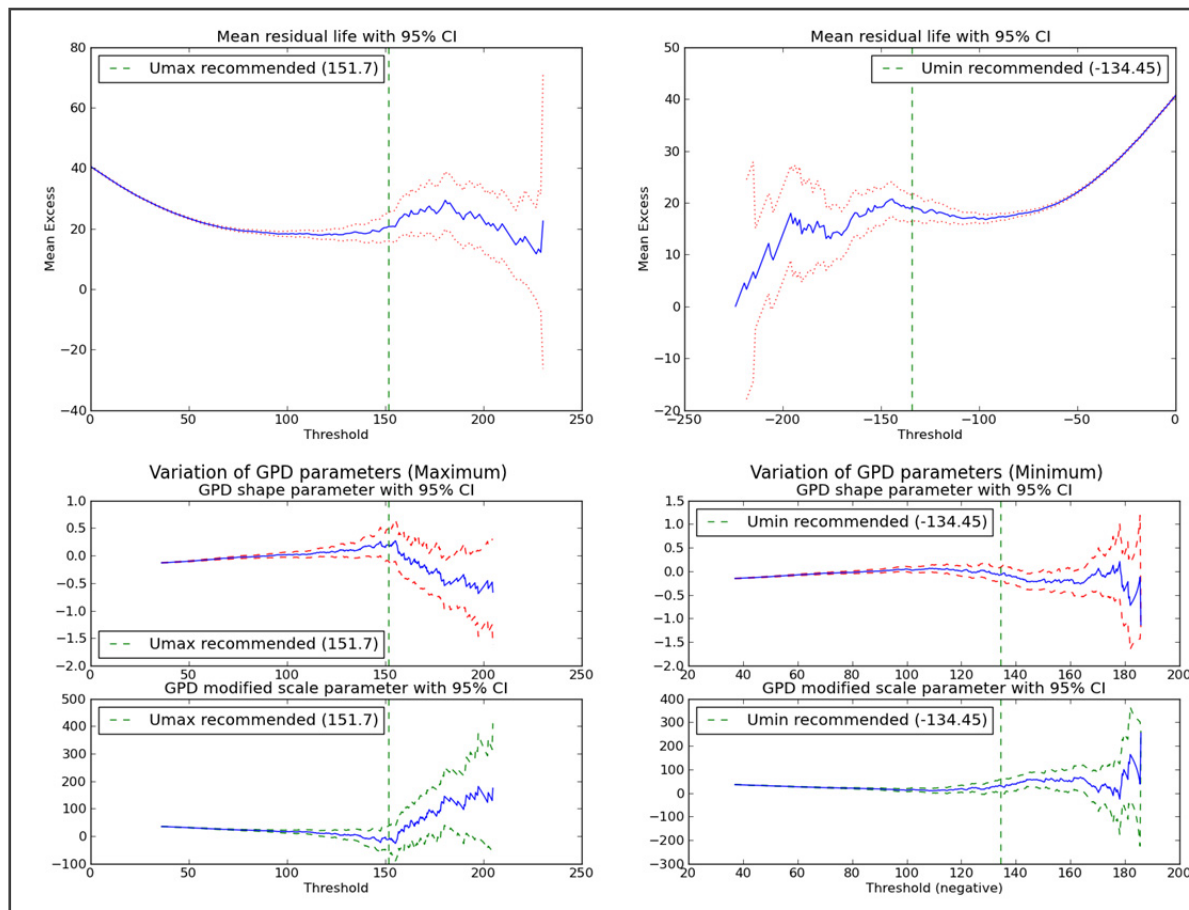 Mean residual life with 95% CI
80
60
40
20
0
−20
−40
Mean Excess
Umax recommended (151.7)
0 50 100 150 200 250
Threshold
Mean residual life with 95% CI
50
40
30
20
10
0
−10
−20
Mean Excess
Umin recommended (-134.45)
−250 −200 −150 −100 −50 0
Threshold
Variation of GPD parameters (Maximum)
GPD shape parameter with 95% CI
1.0
0.5
0.0
−0.5
−1.0
−1.5
−2.0
Umax recommended (151.7)
0 50 100 150 200 250
GPD modified scale parameter with 95% CI
500
400
300
200
100
0
−100
Umax recommended (151.7)
0 50 100 150 200 250
Threshold
Variation of GPD parameters (Minimum)
GPD shape parameter with 95% CI
1.5
1.0
0.5
0.0
−0.5
−1.0
−1.5
−2.0
Umin recommended (-134.45)
20 40 60 80 100 120 140 160 180 200
GPD modified scale parameter with 95% CI
400
300
200
100
0
−100
−200
−300
Umin recommended (-134.45)
20 40 60 80 100 120 140 160 180 200
Threshold (negative)